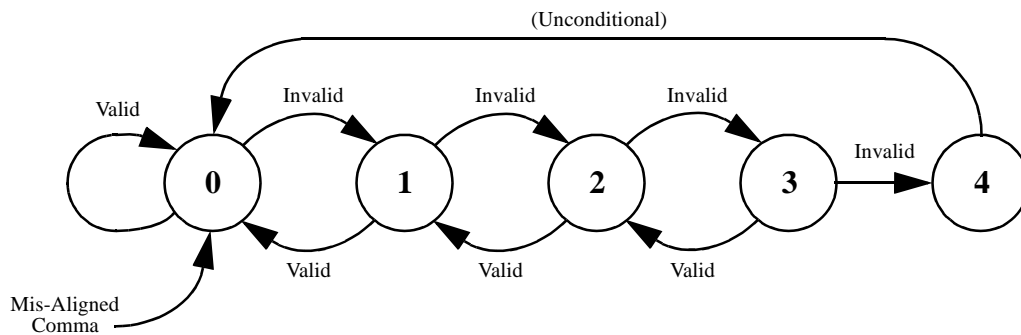 (Unconditional)
Valid
Invalid
Invalid
Invalid
Invalid
0
1
2
3
4
Valid
Valid
Valid
Mis-Aligned
Comma